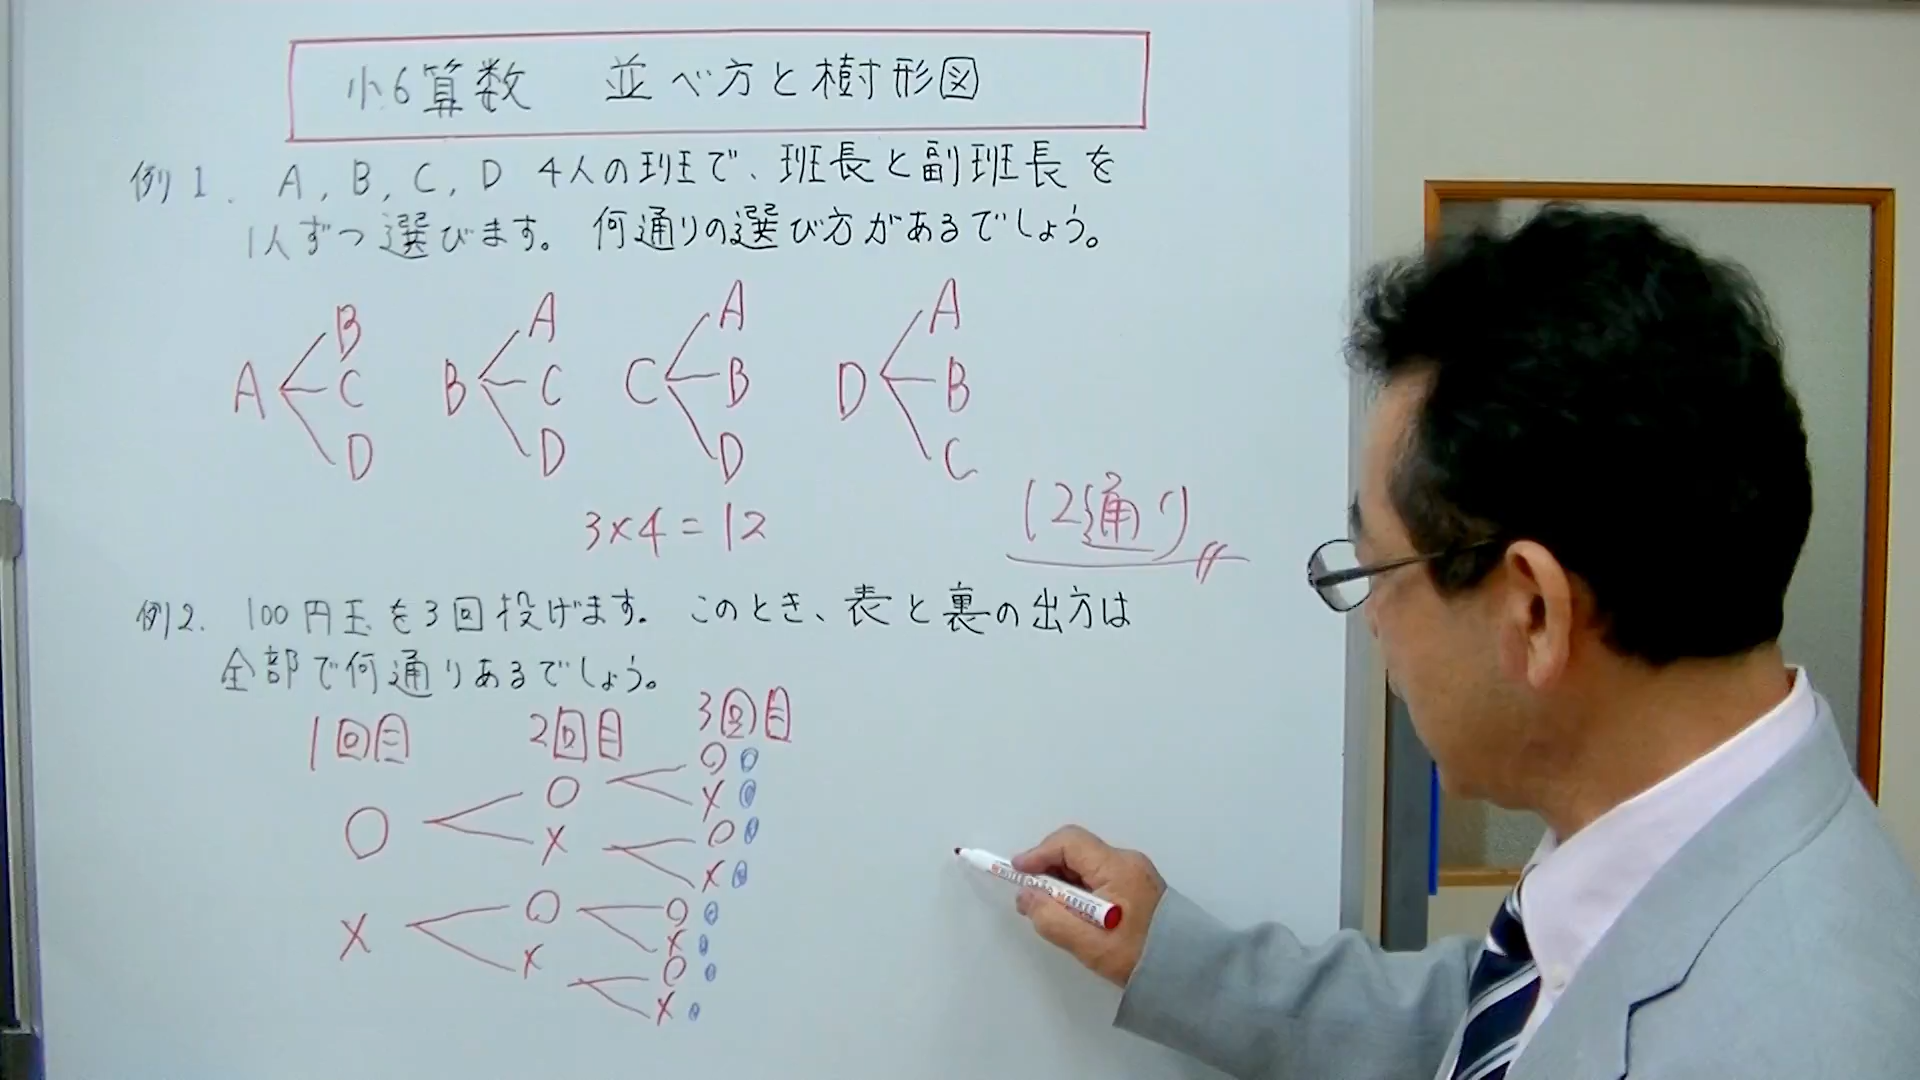 小6算数 並べ方と樹形図
例1. A, B, C, D 4人の班で、班長と副班長を
1人ずつ選びます。 何通りの選び方があるでしょう。
A B C D
B A C D
C A B D
D A B C
3×4=12
12通り
例2. 100円玉を3回投げます。このとき、表と裏の出方は
全部で何通りあるでしょう。
1回目 2回目 3回目
○ ○ ○
×
× ○
×
× ○ ○
×
× ○
×